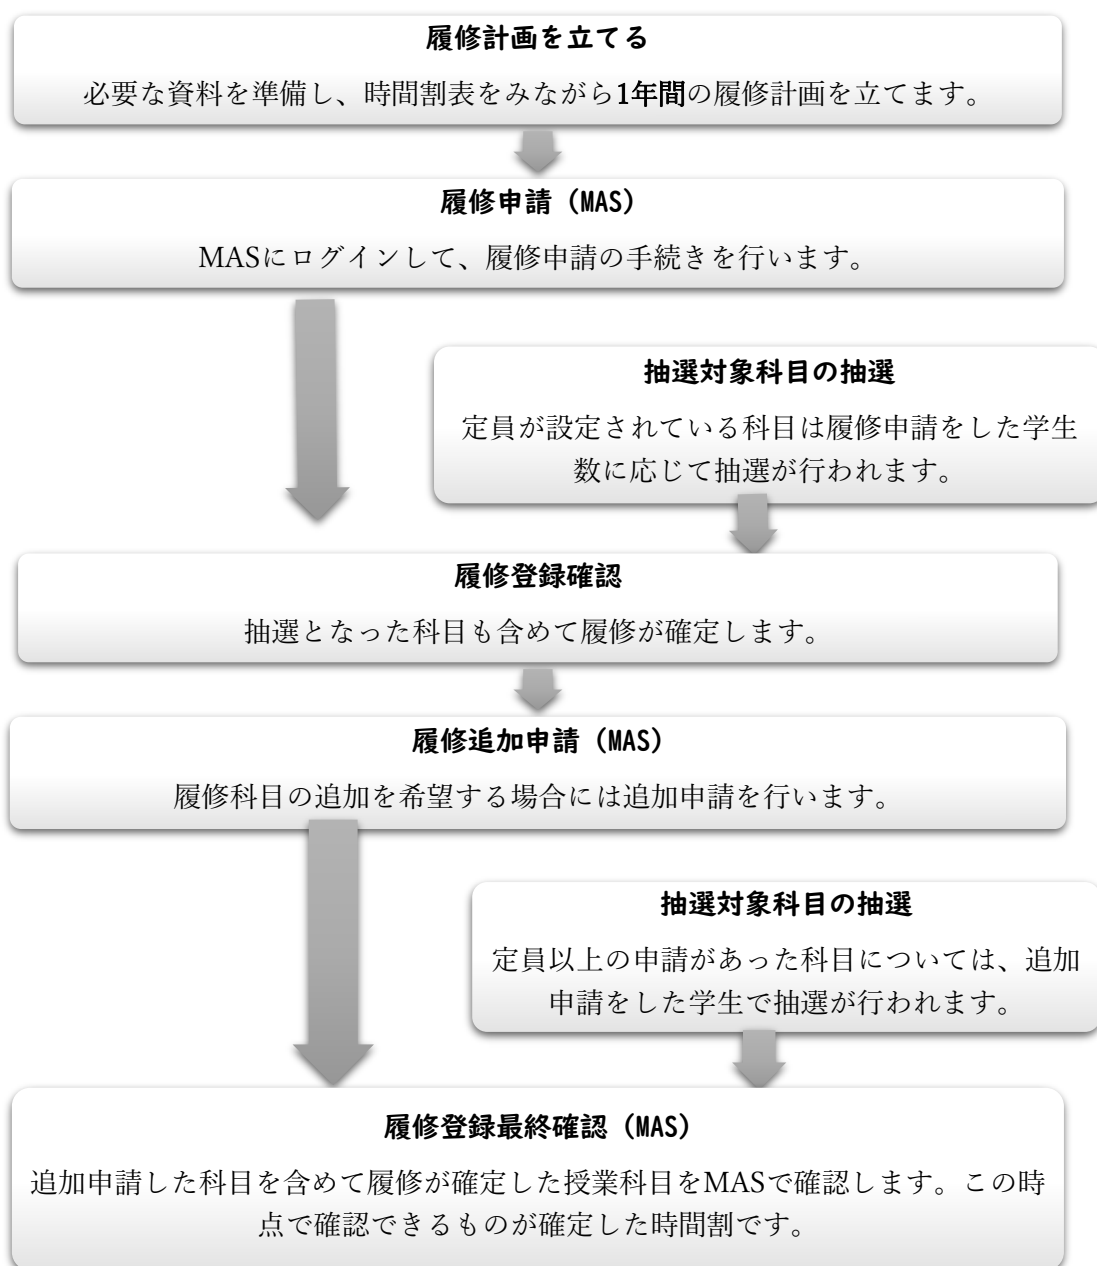 履修計画を立てる
必要な資料を準備し、時間割表をみながら1年間の履修計画を立てます。
履修申請（MAS）
MASにログインして、履修申請の手続きを行います。
抽選対象科目の抽選
定員が設定されている科目は履修申請をした学生
数に応じて抽選が行われます。
履修登録確認
抽選となった科目も含めて履修が確定します。
履修追加申請（MAS）
履修科目の追加を希望する場合には追加申請を行います。
抽選対象科目の抽選
定員以上の申請があった科目については、追加
申請をした学生で抽選が行われます。
履修登録最終確認（MAS）
追加申請した科目を含めて履修が確定した授業科目をMASで確認します。この時
点で確認できるものが確定した時間割です。